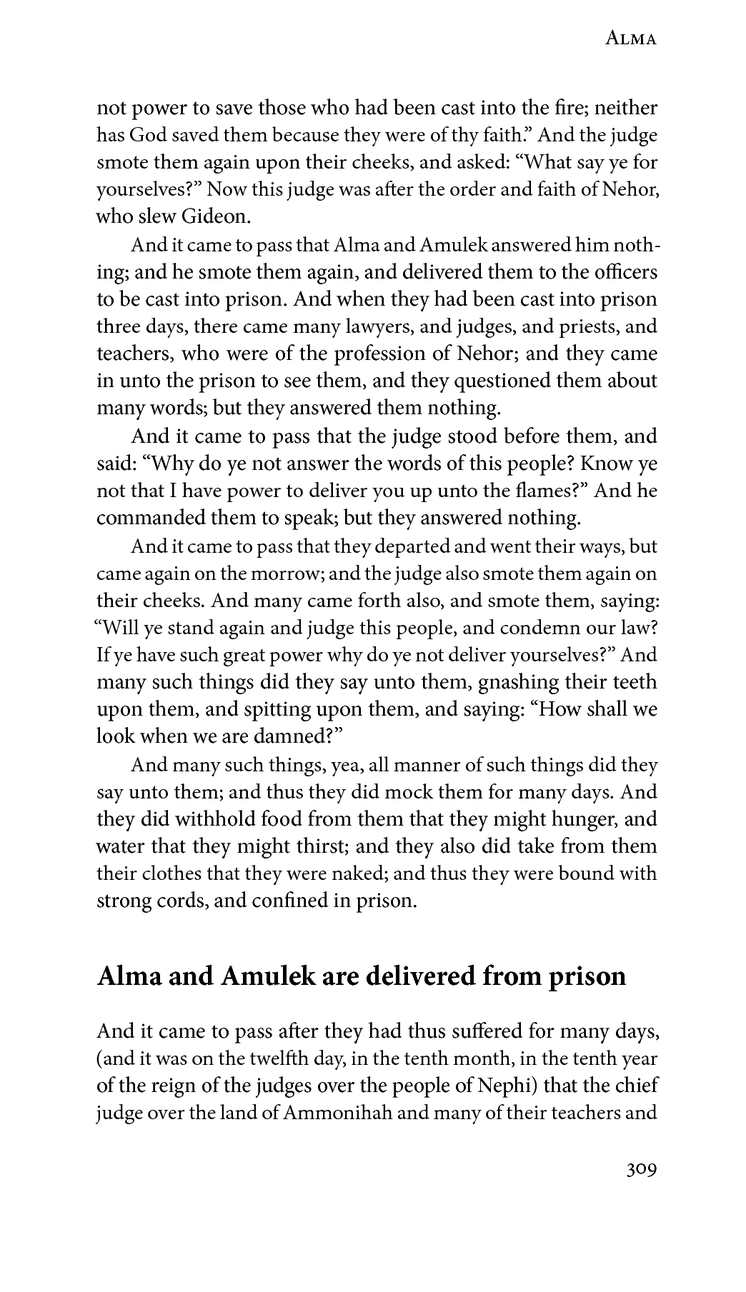 Alma
not power to save those who had been cast into the fire; neither
has God saved them because they were of thy faith.” And the judge
smote them again upon their cheeks, and asked: “What say ye for
yourselves?” Now this judge was after the order and faith of Nehor,
who slew Gideon.
And it came to pass that Alma and Amulek answered him noth-
ing; and he smote them again, and delivered them to the officers
to be cast into prison. And when they had been cast into prison
three days, there came many lawyers, and judges, and priests, and
teachers, who were of the profession of Nehor; and they came
in unto the prison to see them, and they questioned them about
many words; but they answered them nothing.
And it came to pass that the judge stood before them, and
said: “Why do ye not answer the words of this people? Know ye
not that I have power to deliver you up unto the flames?” And he
commanded them to speak; but they answered nothing.
And it came to pass that they departed and went their ways, but
came again on the morrow; and the judge also smote them again on
their cheeks. And many came forth also, and smote them, saying:
“Will ye stand again and judge this people, and condemn our law?
If ye have such great power why do ye not deliver yourselves?” And
many such things did they say unto them, gnashing their teeth
upon them, and spitting upon them, and saying: “How shall we
look when we are damned?”
And many such things, yea, all manner of such things did they
say unto them; and thus they did mock them for many days. And
they did withhold food from them that they might hunger, and
water that they might thirst; and they also did take from them
their clothes that they were naked; and thus they were bound with
strong cords, and confined in prison.
Alma and Amulek are delivered from prison
And it came to pass after they had thus suffered for many days,
(and it was on the twelfth day, in the tenth month, in the tenth year
of the reign of the judges over the people of Nephi) that the chief
judge over the land of Ammonihah and many of their teachers and
309